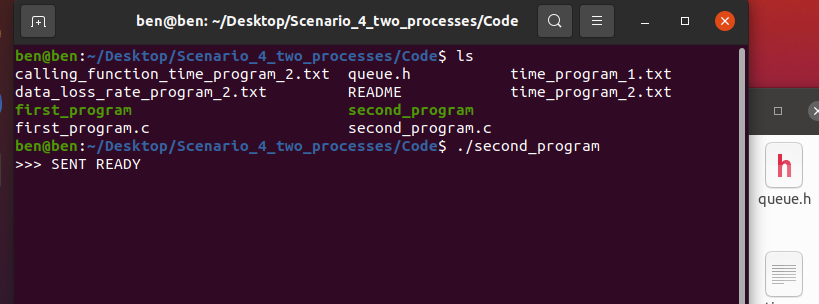 ben@ben: ~/Desktop/Scenario_4_two_processes/Code
ben@ben:~/Desktop/Scenario_4_two_processes/Code$ ls
calling_function_time_program_2.txt queue.h time_program_1.txt
data_loss_rate_program_2.txt README time_program_2.txt
first_program second_program
first_program.c second_program.c
ben@ben:~/Desktop/Scenario_4_two_processes/Code$ ./second_program
>>> SENT READY
h
queue.h